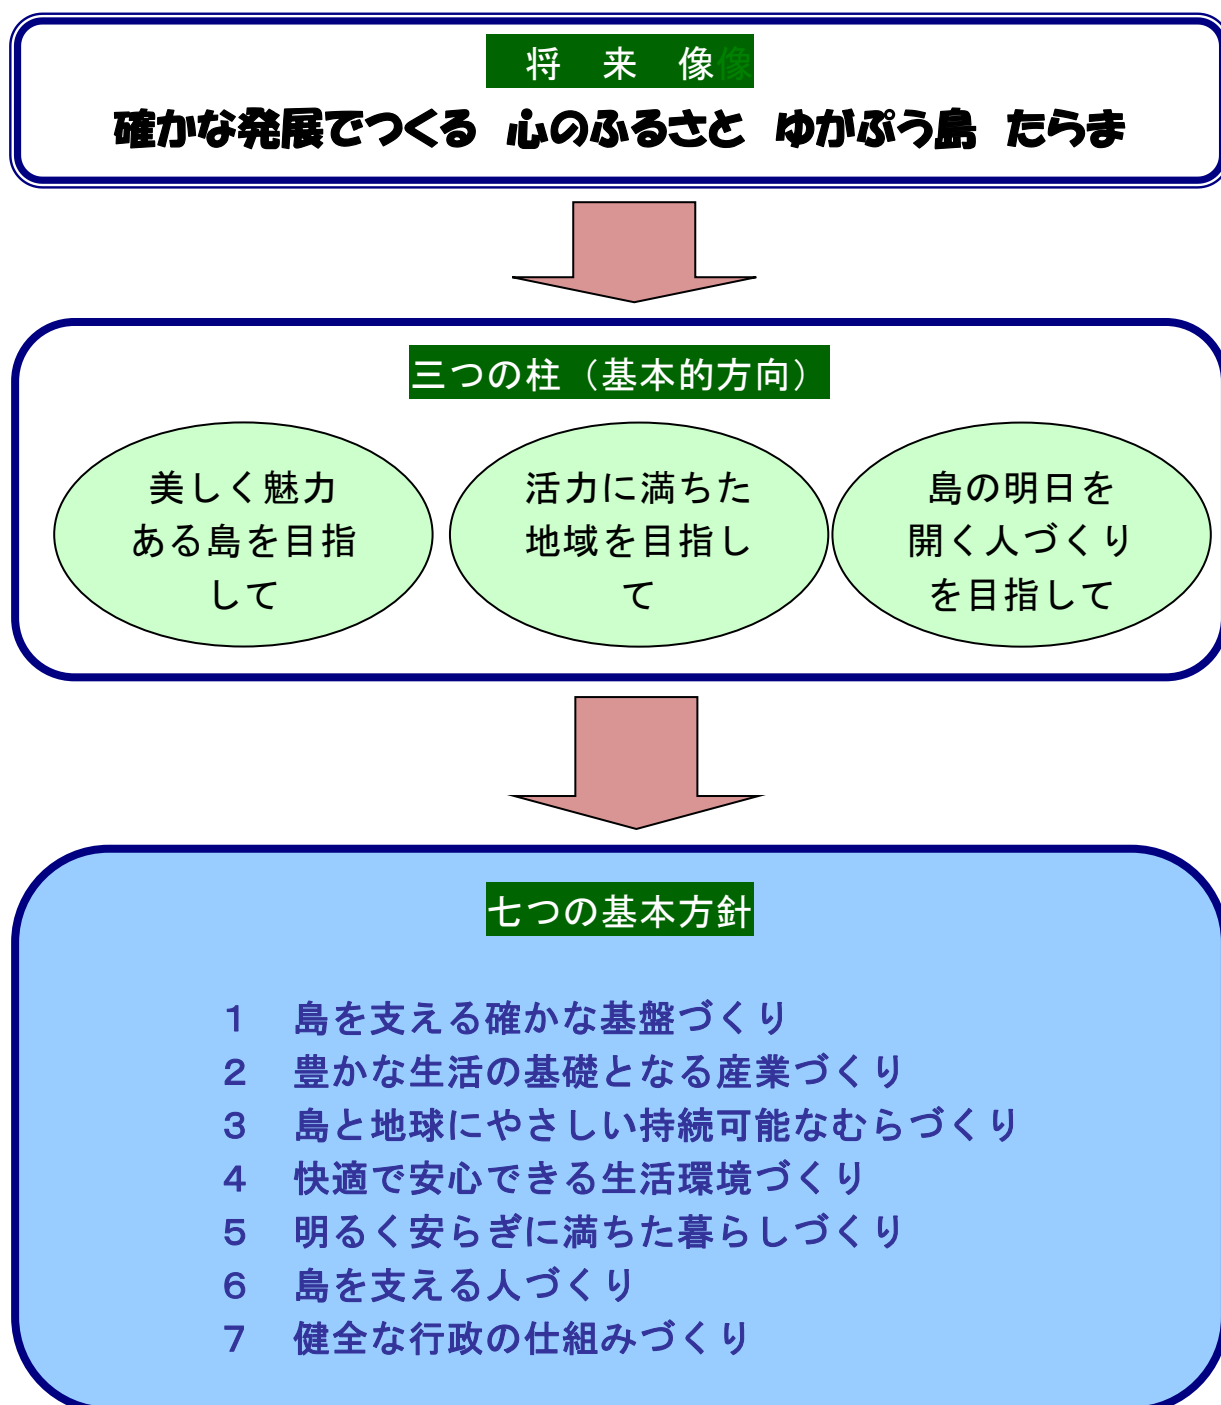 将 来 像像
確かな発展でつくる 心のふるさと ゆがぷう島 たらま
三つの柱（基本的方向）
美しく魅力
ある島を目指
して
活力に満ちた
地域を目指し
て
島の明日を
開く人づくり
を目指して
七つの基本方針
１ 島を支える確かな基盤づくり
２ 豊かな生活の基礎となる産業づくり
３ 島と地球にやさしい持続可能なむらづくり
４ 快適で安心できる生活環境づくり
５ 明るく安らぎに満ちた暮らしづくり
６ 島を支える人づくり
７ 健全な行政の仕組みづくり